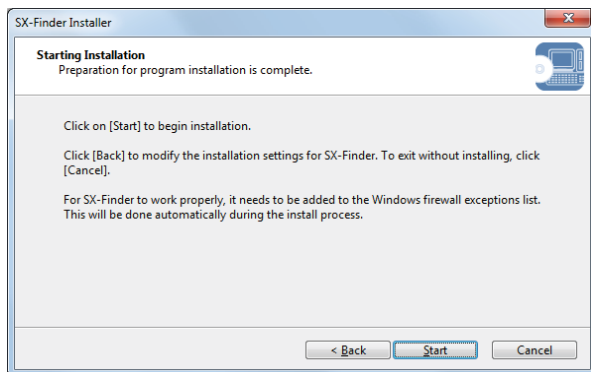 SX-Finder Installer
Starting Installation
Preparation for program installation is complete.
Click on [Start] to begin installation.
Click [Back] to modify the installation settings for SX-Finder. To exit without installing, click
[Cancel].
For SX-Finder to work properly, it needs to be added to the Windows firewall exceptions list.
This will be done automatically during the install process.
< Back
Start
Cancel